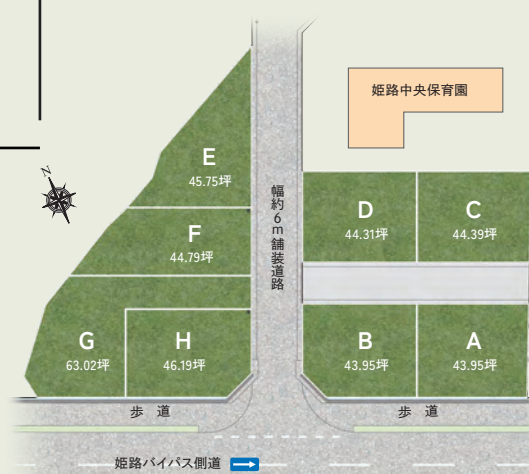 姫路中央保育園
N
E
45.75坪
幅約6m舗装道路
D
44.31坪
C
44.39坪
F
44.79坪
G
63.02坪
H
46.19坪
B
43.95坪
A
43.95坪
歩 道
歩 道
姫路バイパス側道